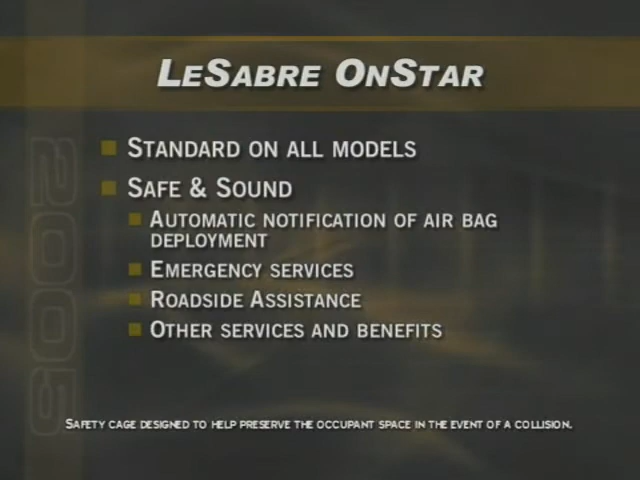 LeSabre OnStar
Standard on all models
Safe & Sound
Automatic notification of air bag
deployment
Emergency services
Roadside Assistance
Other services and benefits
2005
Safety cage designed to help preserve the occupant space in the event of a collision.